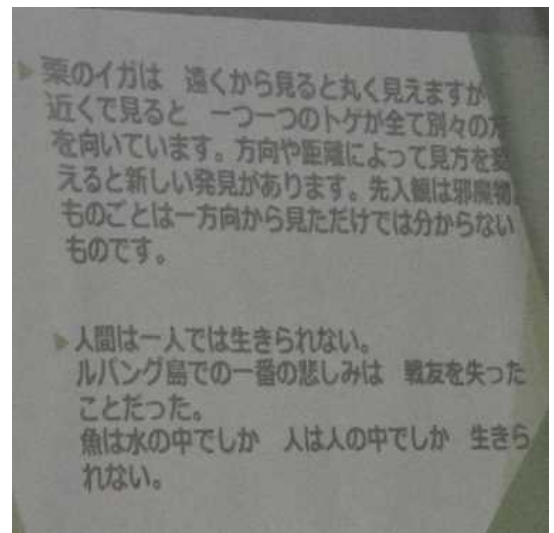 栗のイガは 遠くから見ると丸く見えますが
近くで見ると 一つ一つのトゲが全て別々の方
を向いています。方向や距離によって見方を変
えると新しい発見があります。先入観は邪魔物。
ものごとは一方向から見ただけでは分からない
ものです。
人間は一人では生きられない。
ルバング島での一番の悲しみは 戦友を失った
ことだった。
魚は水の中でしか 人は人の中でしか 生きら
れない。